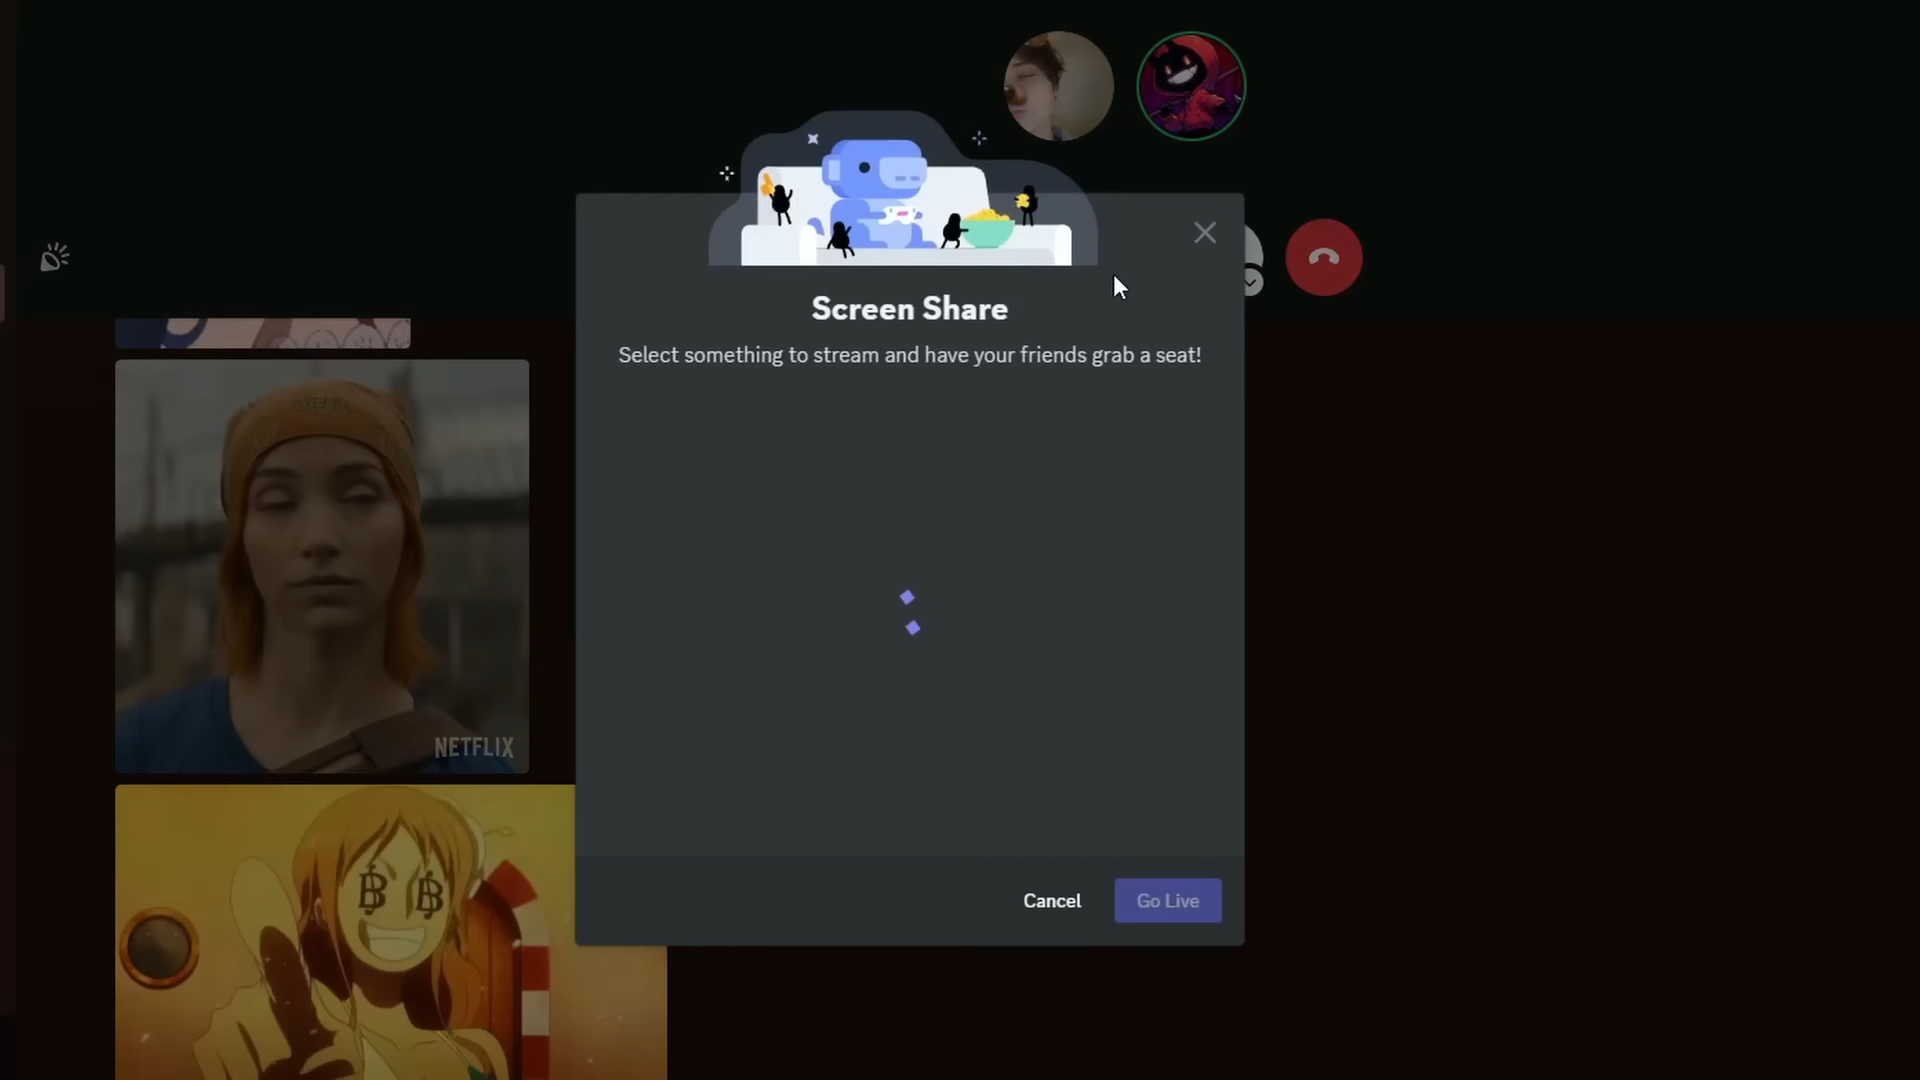 Screen Share
Select something to stream and have your friends grab a seat!
NETFLIX
Cancel
Go Live